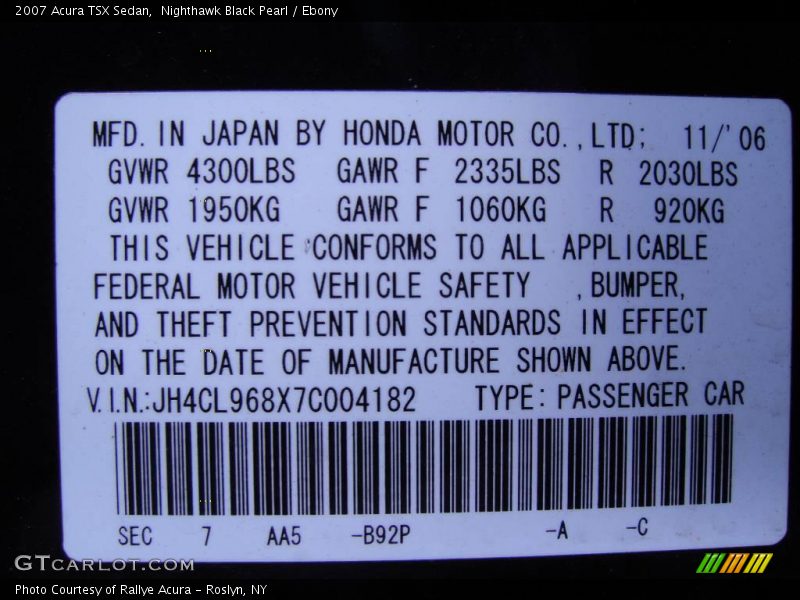 2007 Acura TSX Sedan,  Nighthawk Black Pearl / Ebony
MFD. IN JAPAN BY HONDA MOTOR CO.,LTD; 11/'06
GVWR 4300LBS GAWR F 2335LBS R 2030LBS
GVWR 1950KG GAWR F 1060KG R 920KG
THIS VEHICLE CONFORMS TO ALL APPLICABLE
FEDERAL MOTOR VEHICLE SAFETY ,BUMPER,
AND THEFT PREVENTION STANDARDS IN EFFECT
ON THE DATE OF MANUFACTURE SHOWN ABOVE.
V.I.N.:JH4CL968X7C004182 TYPE: PASSENGER CAR
SEC 7 AA5 -B92P -A -C
GTCARLOT.COM
Photo Courtesy of Rallye Acura - Roslyn, NY